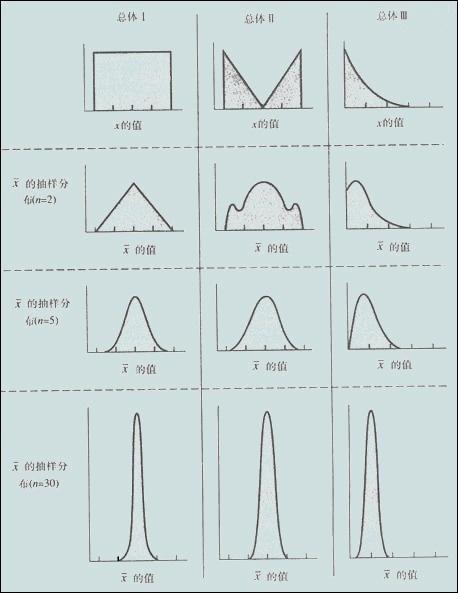 总体 I 总体 II 总体 III
x的值 x的值 x的值
x̄ 的抽样分
布(n=2)
x̄ 的值 x̄ 的值 x̄ 的值
x̄ 的抽样分
布(n=5)
x̄ 的值 x̄ 的值 x̄ 的值
x̄ 的抽样分
布(n=30)
x̄ 的值 x̄ 的值 x̄ 的值